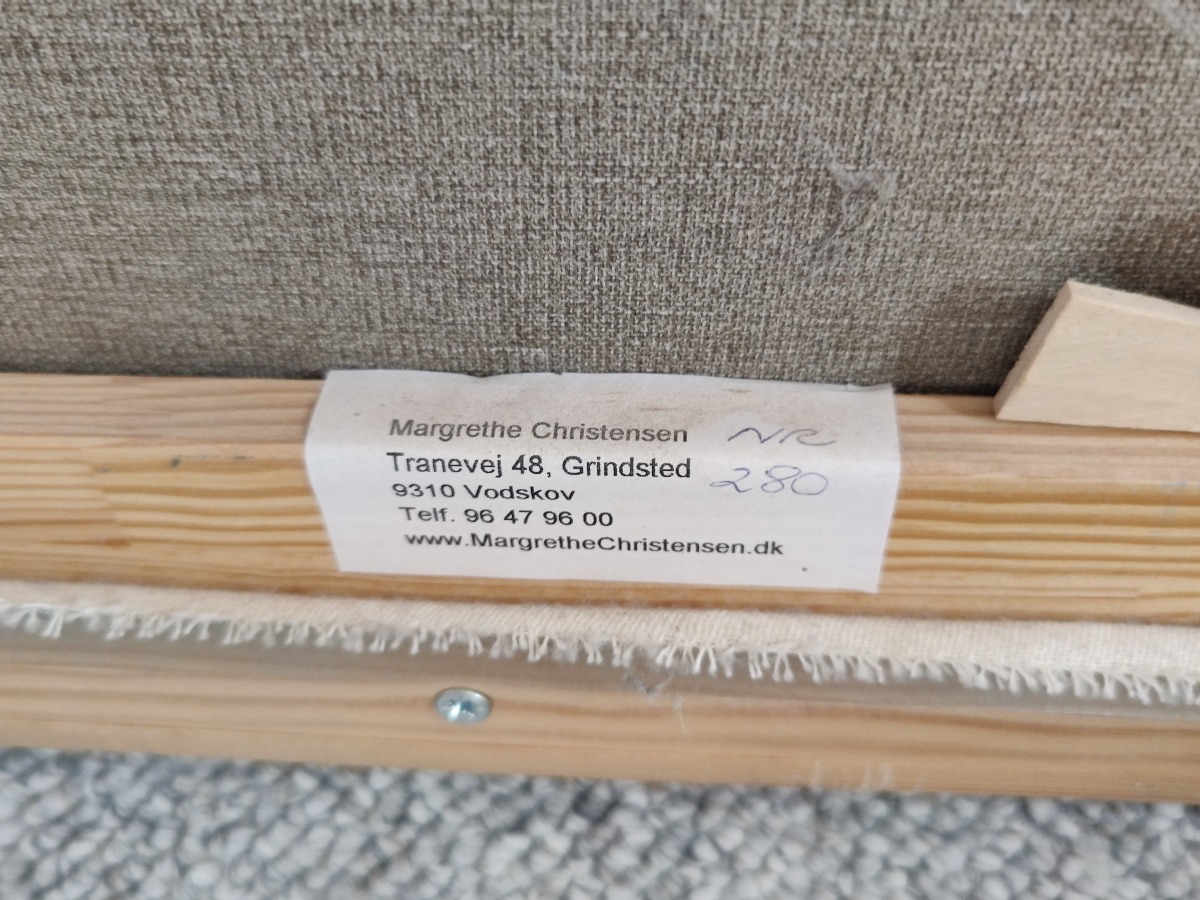 Margrethe Christensen NR
Tranevej 48, Grindsted 280
9310 Vodskov
Telf. 96 47 96 00
www.MargretheChristensen.dk